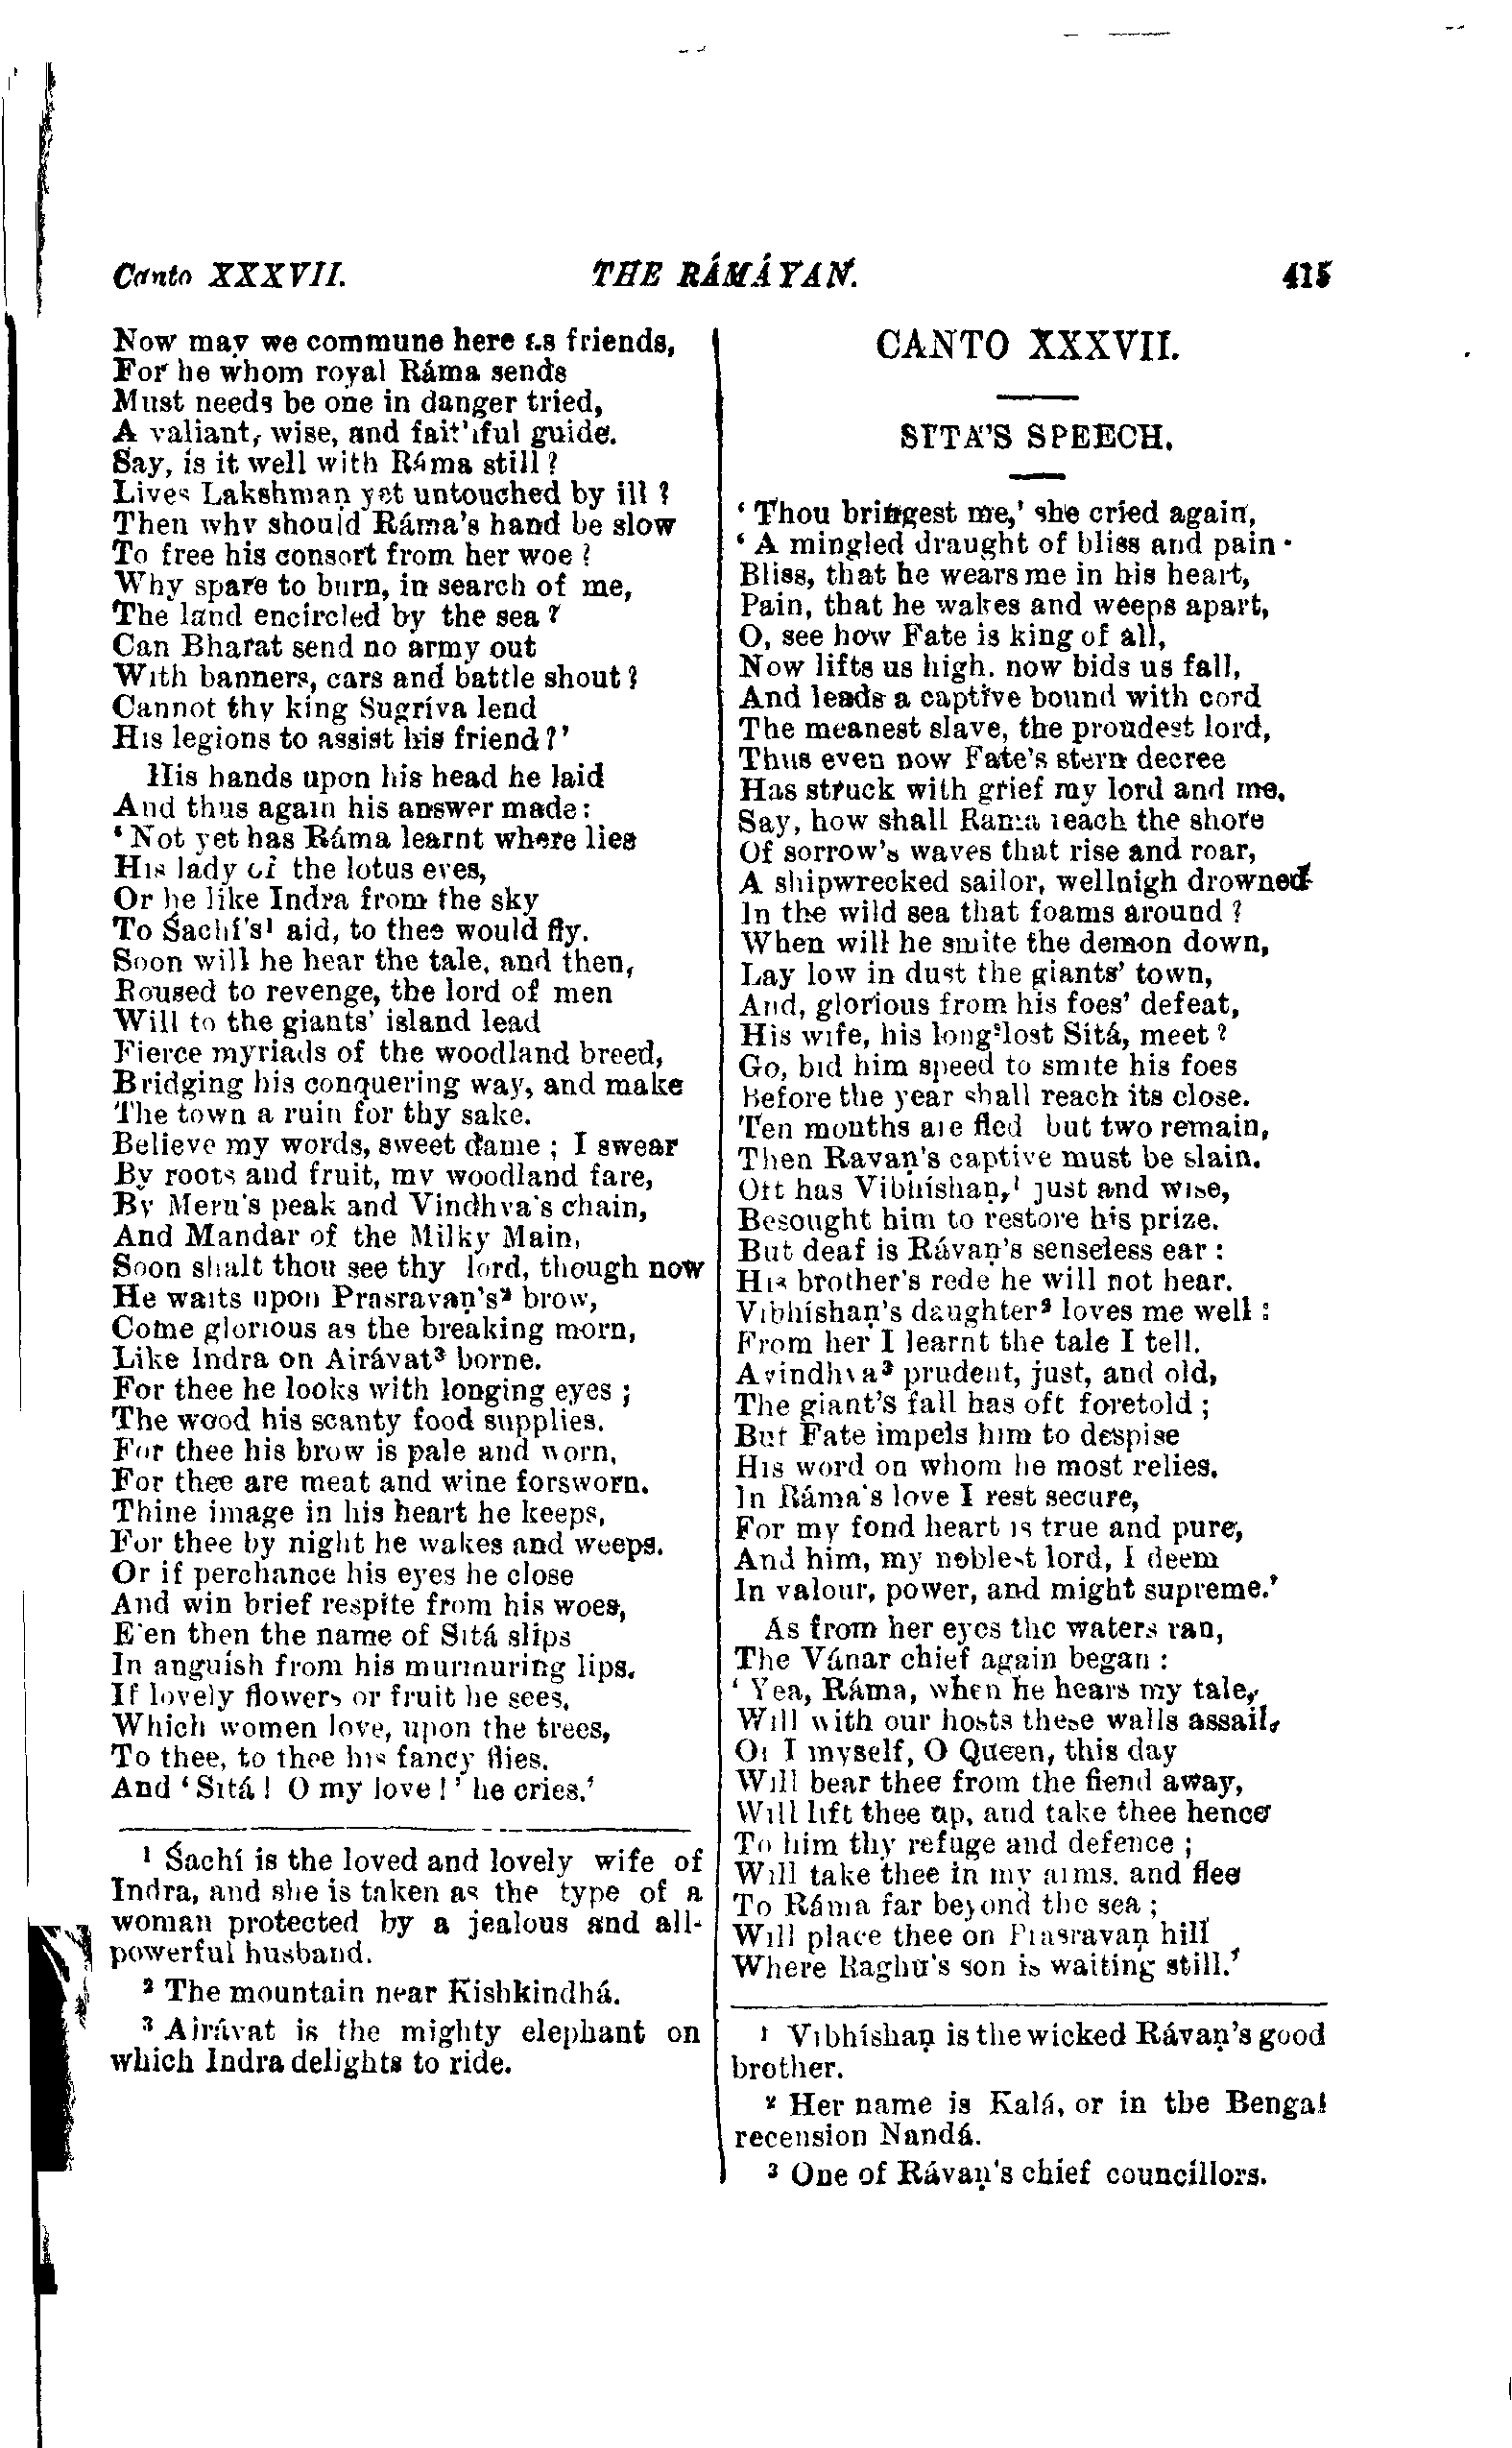 Canto XXXVII. THE RÁMÁYAN. 415
Now may we commune here as friends,
For he whom royal Ráma sends
Must needs be one in danger tried,
A valiant, wise, and faithful guide.
Say, is it well with Ráma still?
Lives Lakshmaṇ yet untouched by ill?
Then why should Ráma's hand be slow
To free his consort from her woe?
Why spare to burn, in search of me,
The land encircled by the sea?
Can Bharat send no army out
With banners, cars and battle shout?
Cannot thy king Sugríva lend
His legions to assist his friend?'
His hands upon his head he laid
And thus again his answer made:
'Not yet has Ráma learnt where lies
His lady of the lotus eyes,
Or he like Indra from the sky
To Śachí's¹ aid, to thee would fly.
Soon will he hear the tale, and then,
Roused to revenge, the lord of men
Will to the giants' island lead
Fierce myriads of the woodland breed,
Bridging his conquering way, and make
The town a ruin for thy sake.
Believe my words, sweet dame; I swear
By roots and fruit, my woodland fare,
By Meru's peak and Vindhya's chain,
And Mandar of the Milky Main,
Soon shalt thou see thy lord, though now
He waits upon Prasravaṇ's² brow,
Come glorious as the breaking morn,
Like Indra on Airávat³ borne.
For thee he looks with longing eyes;
The wood his scanty food supplies.
For thee his brow is pale and worn,
For thee are meat and wine forsworn.
Thine image in his heart he keeps,
For thee by night he wakes and weeps.
Or if perchance his eyes he close
And win brief respite from his woes,
E'en then the name of Sítá slips
In anguish from his murmuring lips.
If lovely flowers or fruit he sees,
Which women love, upon the trees,
To thee, to thee his fancy flies.
And 'Sítá! O my love!' he cries.'
¹ Śachí is the loved and lovely wife of
Indra, and she is taken as the type of a
woman protected by a jealous and all-
powerful husband.
² The mountain near Kishkindhá.
³ Airávat is the mighty elephant on
which Indra delights to ride.
CANTO XXXVII.
SITÁ'S SPEECH.
'Thou bringest me,' she cried again,
'A mingled draught of bliss and pain·
Bliss, that he wears me in his heart,
Pain, that he wakes and weeps apart,
O, see how Fate is king of all,
Now lifts us high, now bids us fall,
And leads a captive bound with cord
The meanest slave, the proudest lord,
Thus even now Fate's stern decree
Has struck with grief my lord and me.
Say, how shall Ráma reach the shore
Of sorrow's waves that rise and roar,
A shipwrecked sailor, wellnigh drowned
In the wild sea that foams around?
When will he smite the demon down,
Lay low in dust the giants' town,
And, glorious from his foes' defeat,
His wife, his long-lost Sítá, meet?
Go, bid him speed to smite his foes
Before the year shall reach its close.
Ten months are fled but two remain,
Then Rávaṇ's captive must be slain.
Oft has Vibhíshaṇ,¹ just and wise,
Besought him to restore his prize.
But deaf is Rávaṇ's senseless ear:
His brother's rede he will not hear.
Vibhíshaṇ's daughter² loves me well:
From her I learnt the tale I tell.
Avindhya³ prudent, just, and old,
The giant's fall has oft foretold;
But Fate impels him to despise
His word on whom he most relies.
In Ráma's love I rest secure,
For my fond heart is true and pure,
And him, my noblest lord, I deem
In valour, power, and might supreme.'
As from her eyes the waters ran,
The Vánar chief again began:
'Yea, Ráma, when he hears my tale,
Will with our hosts these walls assail,
Or I myself, O Queen, this day
Will bear thee from the fiend away,
Will lift thee up, and take thee hence
To him thy refuge and defence;
Will take thee in my arms, and flee
To Ráma far beyond the sea;
Will place thee on Prasravaṇ hill
Where Raghu's son is waiting still.'
¹ Vibhíshaṇ is the wicked Rávaṇ's good
brother.
² Her name is Kalá, or in the Bengal
recension Nandá.
³ One of Rávaṇ's chief councillors.